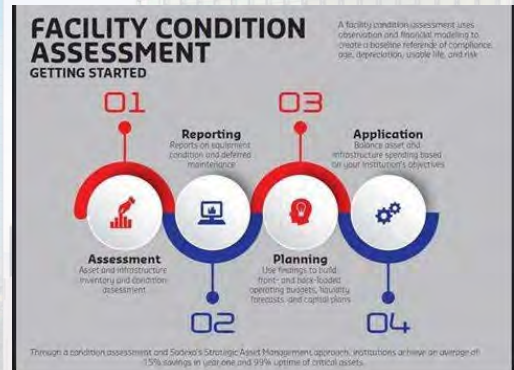 FACILITY CONDITION
ASSESSMENT
GETTING STARTED
A facility condition assessment uses
observation and financial modeling to
create a baseline reference of compliance,
age, depreciation, usable life, and risk
01
03
Reporting
Reports on equipment
condition and deferred
maintenance
Application
Balance asset and
infrastructure spending based
on your institution's objectives
Assessment
Asset and infrastructure
inventory and condition
assessment
Planning
Use findings to build
front- and back-loaded
operating budgets, liquidity
forecasts, and capital plans
02
04
Through a condition assessment and Sodexo's Strategic Asset Management approach, institutions achieve an average of
15% savings in year one and 99% uptime of critical assets.